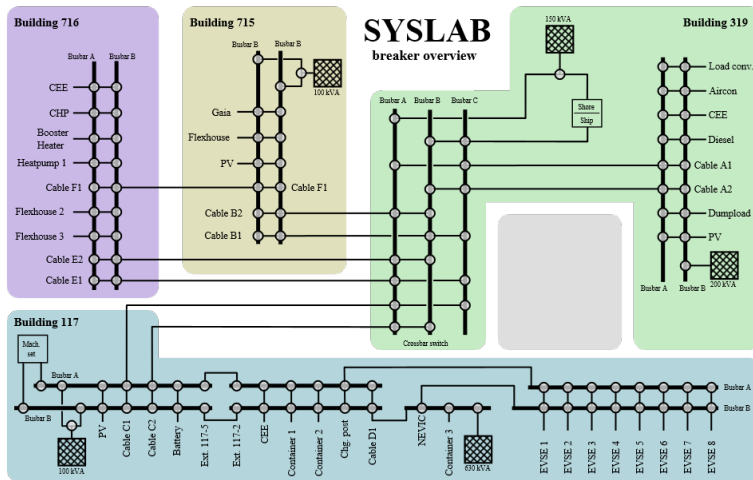 SYSLAB
breaker overview
Building 716
Busbar A
Busbar B
CEE
CHP
Booster
Heater
Heatpump 1
Cable F1
Flexhouse 2
Flexhouse 3
Cable E2
Cable E1
Building 715
Busbar B
Busbar B
100 kVA
Gaia
Flexhouse
PV
Cable F1
Cable B2
Cable B1
150 kVA
Busbar A
Busbar B
Busbar C
Shore
Ship
Crossbar switch
Building 319
Load conv.
Aircon
CEE
Diesel
Cable A1
Cable A2
Dumpload
PV
200 kVA
Busbar A
Busbar B
Building 117
Mach.
set
Busbar A
Busbar B
100 kVA
PV
Cable C1
Cable C2
Battery
Ext. 117-5
Ext. 117-2
CEE
Container 1
Container 2
Chg. post
Cable D1
NEVIC
Container 3
630 kVA
EVSE 1
EVSE 2
EVSE 3
EVSE 4
EVSE 5
EVSE 6
EVSE 7
EVSE 8
Busbar A
Busbar B